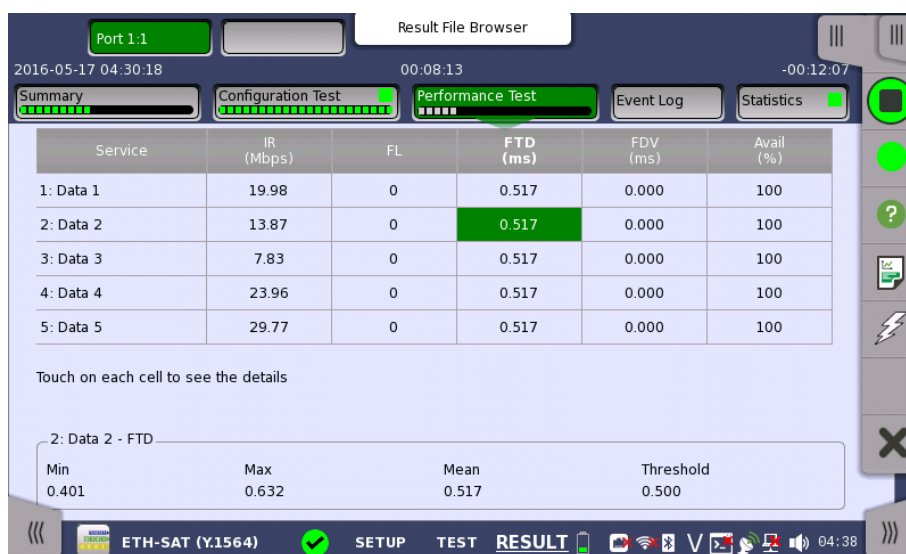 Port 1:1
Result File Browser
2016-05-17 04:30:18 00:08:13 -00:12:07
Summary Configuration Test Performance Test Event Log Statistics
Service IR (Mbps) FL FTD (ms) FDV (ms) Avail (%)
1: Data 1 19.98 0 0.517 0.000 100
2: Data 2 13.87 0 0.517 0.000 100
3: Data 3 7.83 0 0.517 0.000 100
4: Data 4 23.96 0 0.517 0.000 100
5: Data 5 29.77 0 0.517 0.000 100
Touch on each cell to see the details
2: Data 2 - FTD
Min Max Mean Threshold
0.401 0.632 0.517 0.500
ETH-SAT (Y.1564) SETUP TEST RESULT V 04:38